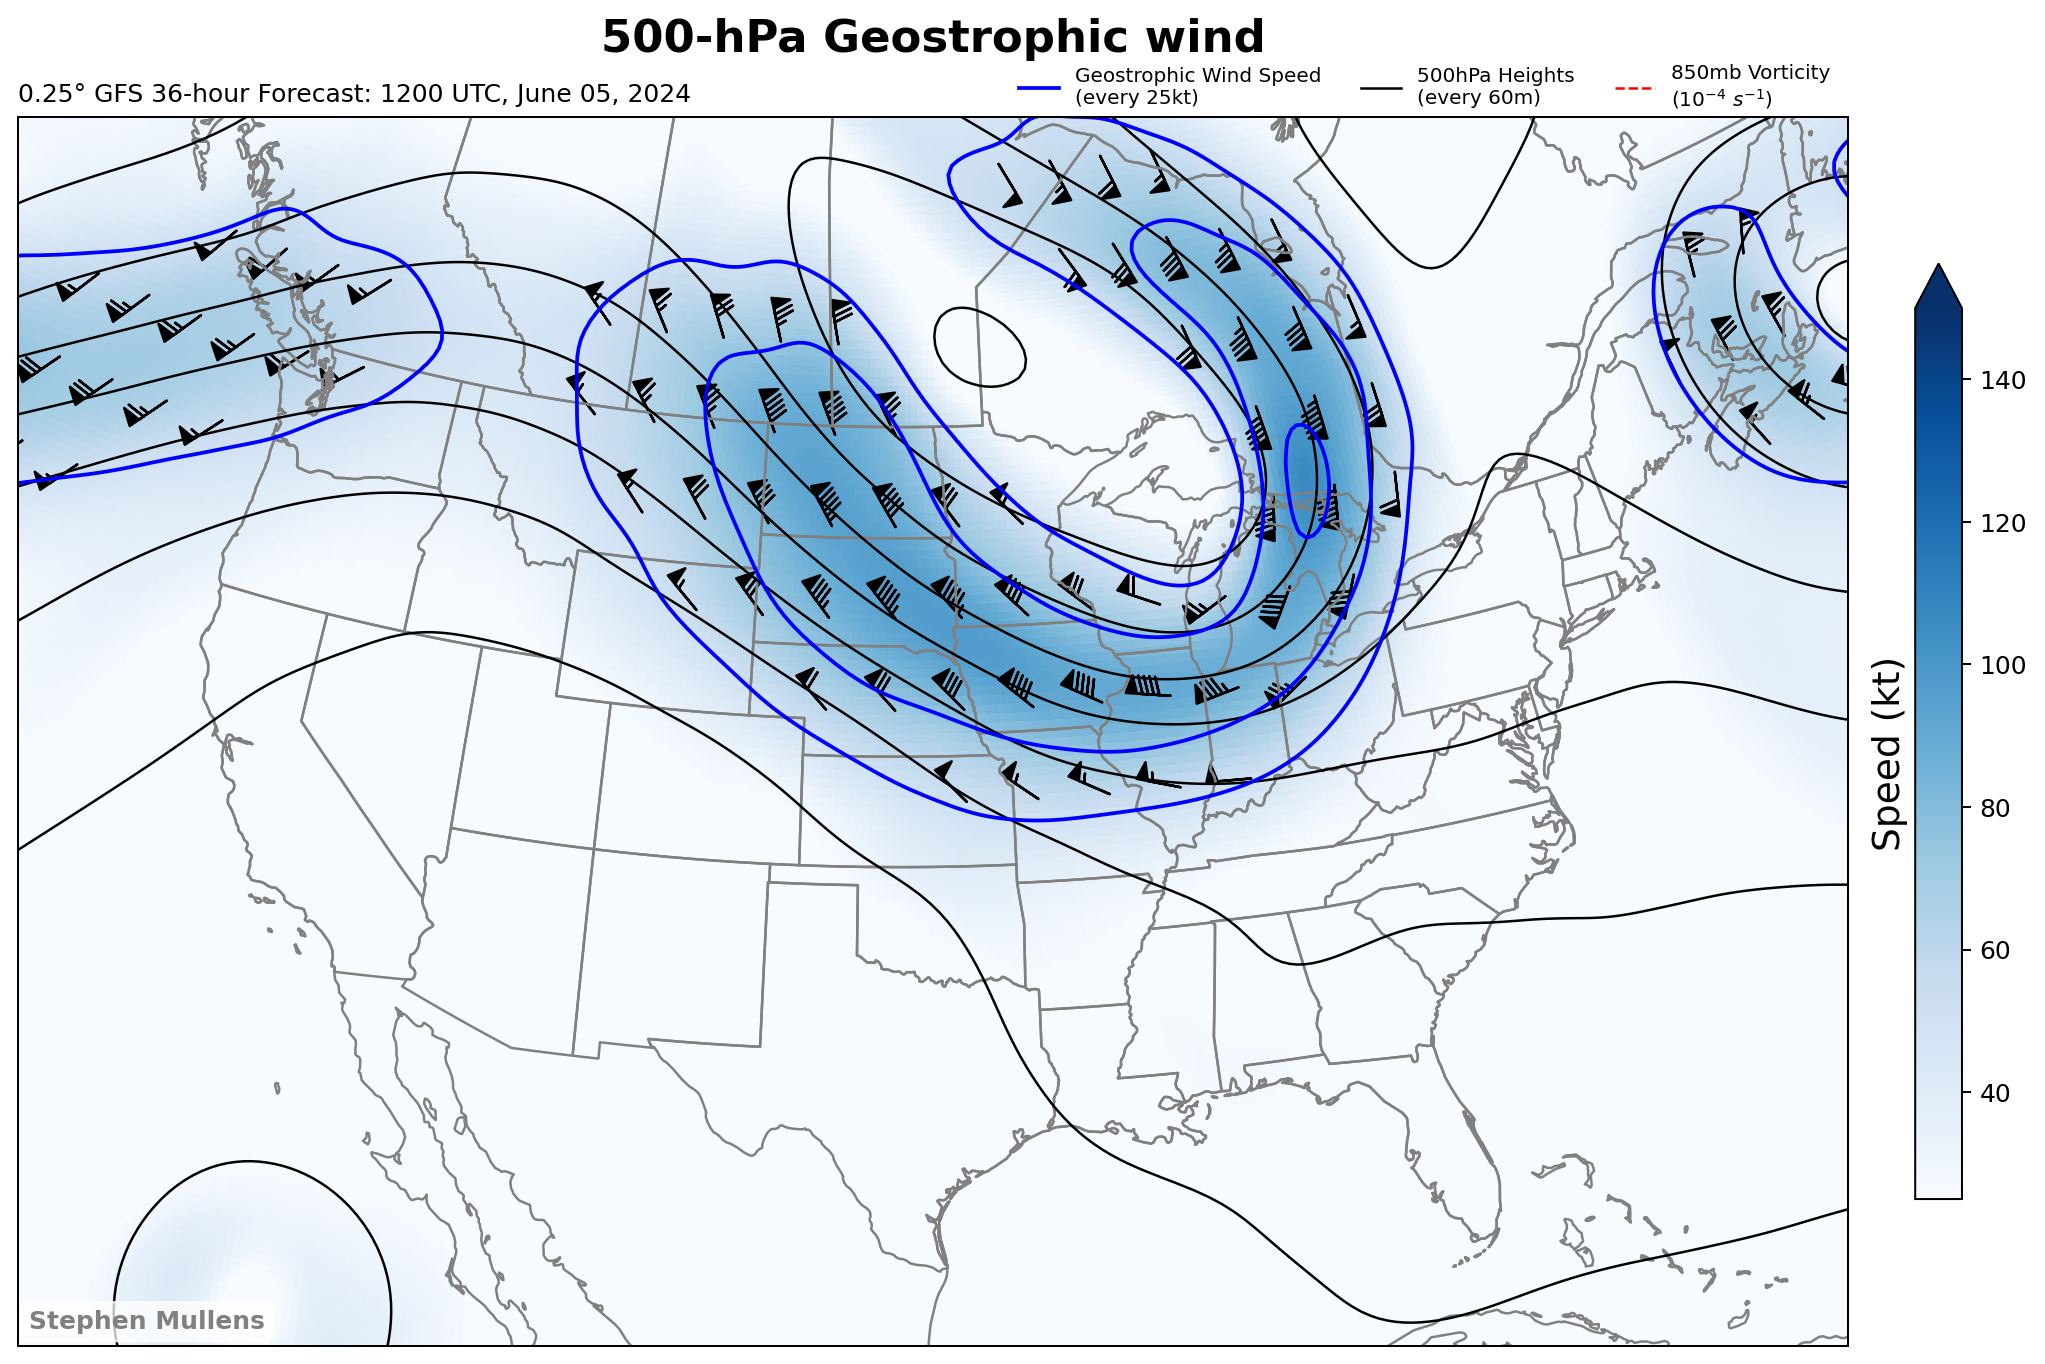 500-hPa Geostrophic wind
0.25° GFS 36-hour Forecast: 1200 UTC, June 05, 2024
Geostrophic Wind Speed
(every 25kt)
500hPa Heights
(every 60m)
850mb Vorticity
(10⁻⁴ s⁻¹)
140
120
100
80
60
40
Speed (kt)
Stephen Mullens